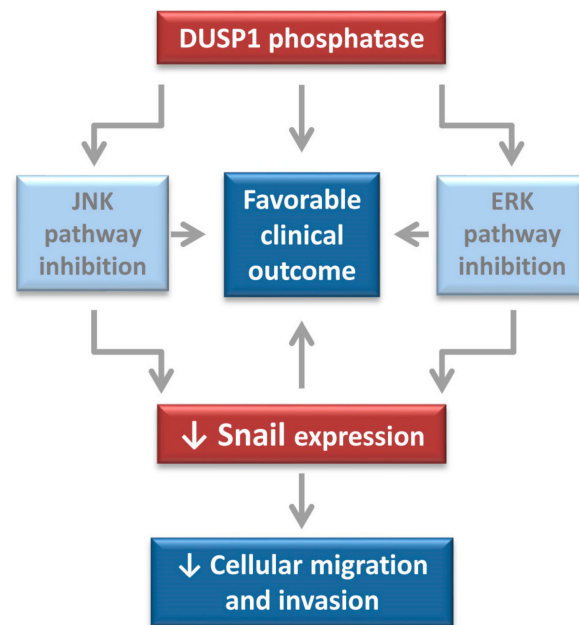 DUSP1 phosphatase
JNK
pathway
inhibition
Favorable
clinical
outcome
ERK
pathway
inhibition
↓ Snail expression
↓ Cellular migration
and invasion